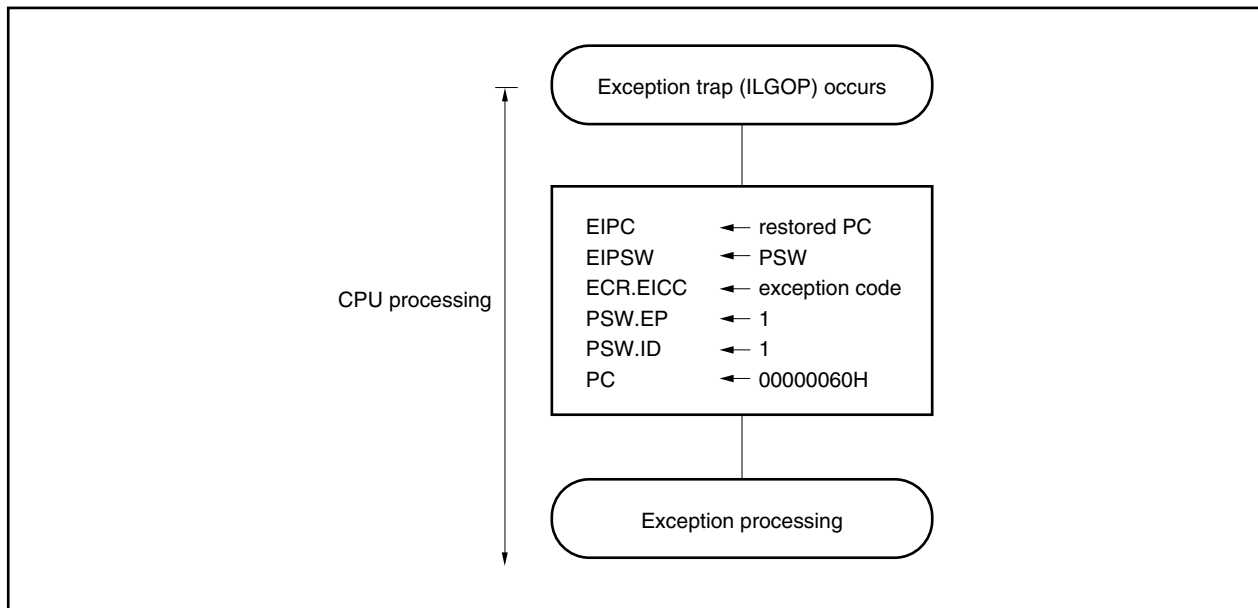 Exception trap (ILGOP) occurs
CPU processing
EIPC ← restored PC
EIPSW ← PSW
ECR.EICC ← exception code
PSW.EP ← 1
PSW.ID ← 1
PC ← 00000060H
Exception processing